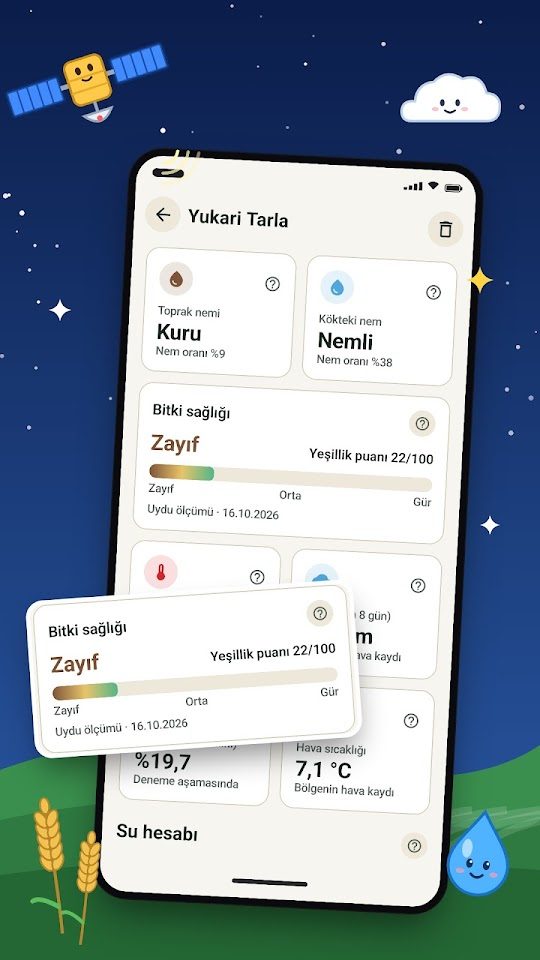 Yukari Tarla
Toprak nemi
Kuru
Nem oranı %9
Kökteki nem
Nemli
Nem oranı %38
Bitki sağlığı
Zayıf
Yeşillik puanı 22/100
Zayıf
Orta
Gür
Uydu ölçümü · 16.10.2026
8 gün)
Bitki sağlığı
Zayıf
Yeşillik puanı 22/100
Zayıf
Orta
Gür
Uydu ölçümü · 16.10.2026
%19,7
Deneme aşamasında
Hava sıcaklığı
7,1 °C
Bölgenin hava kaydı
Su hesabı